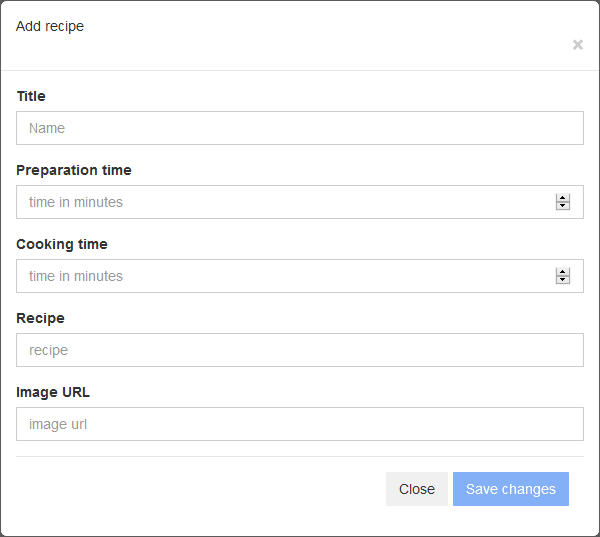 Add recipe
×
Title
Name
Preparation time
time in minutes
Cooking time
time in minutes
Recipe
recipe
Image URL
image url
Close Save changes